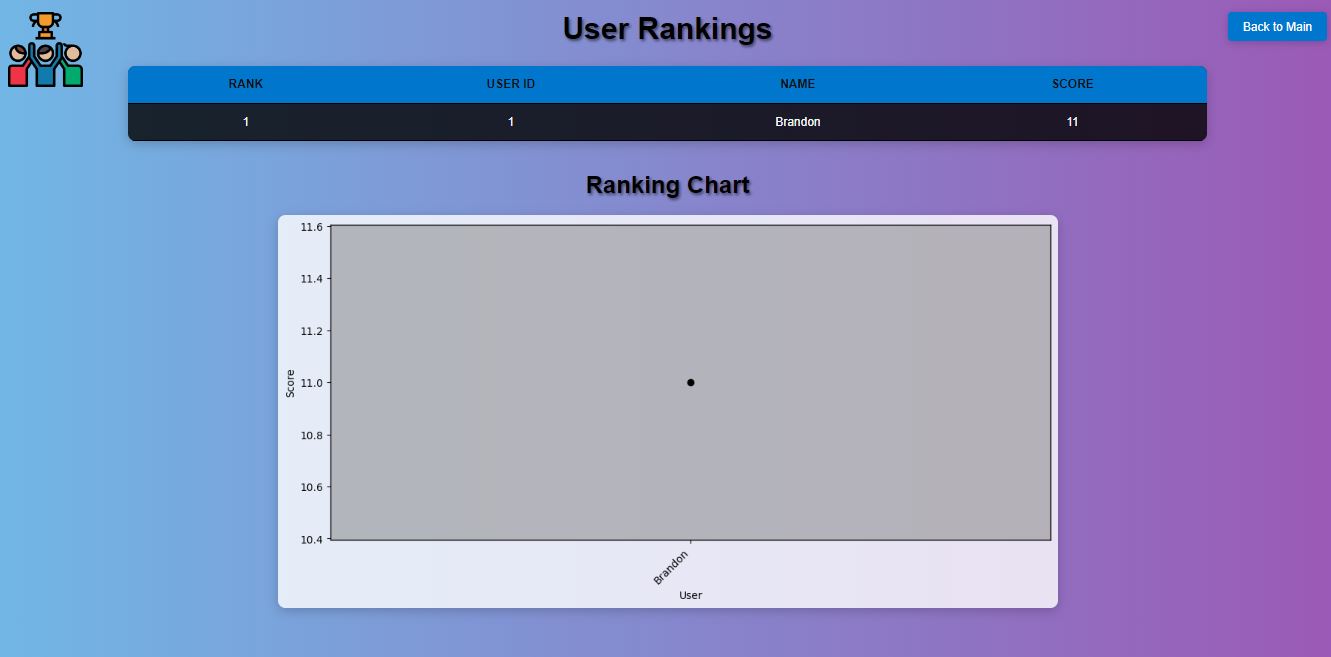 User Rankings
Back to Main
RANK USER ID NAME SCORE
1 1 Brandon 11
Ranking Chart
11.6
11.4
11.2
11.0
10.8
10.6
10.4
Score
Brandon
User